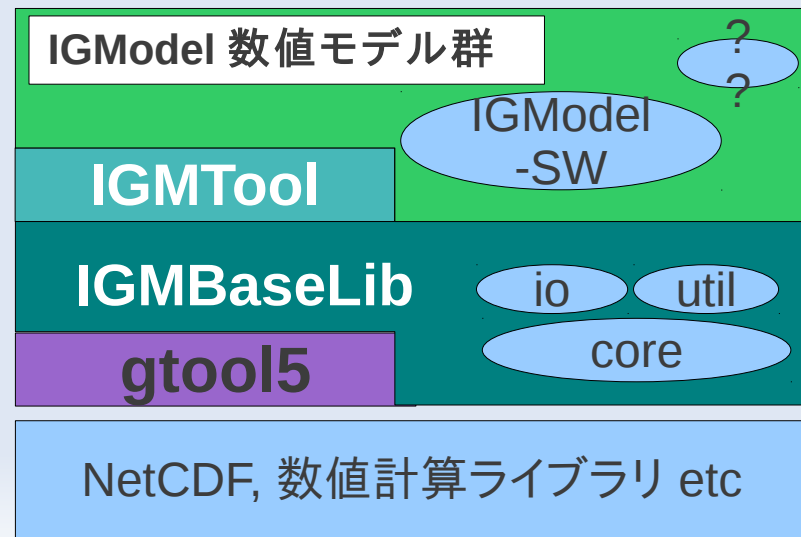 IGModel 数値モデル群
?
?
IGModel
-SW
IGMTool
IGMBaseLib
io
util
core
gtool5
NetCDF, 数値計算ライブラリ etc